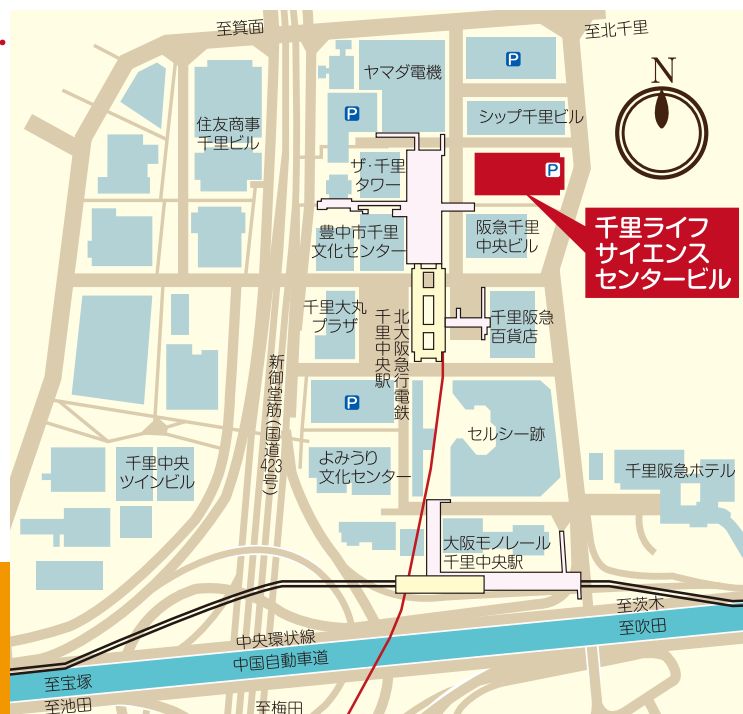 至箕面
至北千里
ヤマダ電機
P
P
シップ千里ビル
N
住友商事
千里ビル
ザ・千里
タワー
P
千里ライフ
サイエンス
センタービル
豊中市千里
文化センター
阪急千里
中央ビル
千里大丸
プラザ
北大阪急行電鉄
千里中央駅
千里阪急
百貨店
新御堂筋(国道423号)
P
セルシー跡
千里中央
ツインビル
よみうり
文化センター
千里阪急ホテル
大阪モノレール
千里中央駅
至茨木
至吹田
中央環状線
中国自動車道
至宝塚
至池田
至梅田